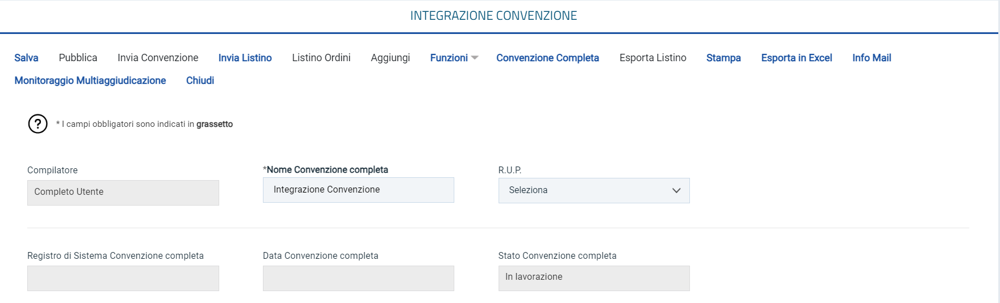 INTEGRAZIONE CONVENZIONE
Salva Pubblica Invia Convenzione Invia Listino Listino Ordini Aggiungi Funzioni Convenzione Completa Esporta Listino Stampa Esporta in Excel Info Mail
Monitoraggio Multiaggiudicazione Chiudi
? * I campi obbligatori sono indicati in grassetto
Compilatore *Nome Convenzione completa R.U.P.
Completo Utente Integrazione Convenzione Seleziona
Registro di Sistema Convenzione completa Data Convenzione completa Stato Convenzione completa
In lavorazione